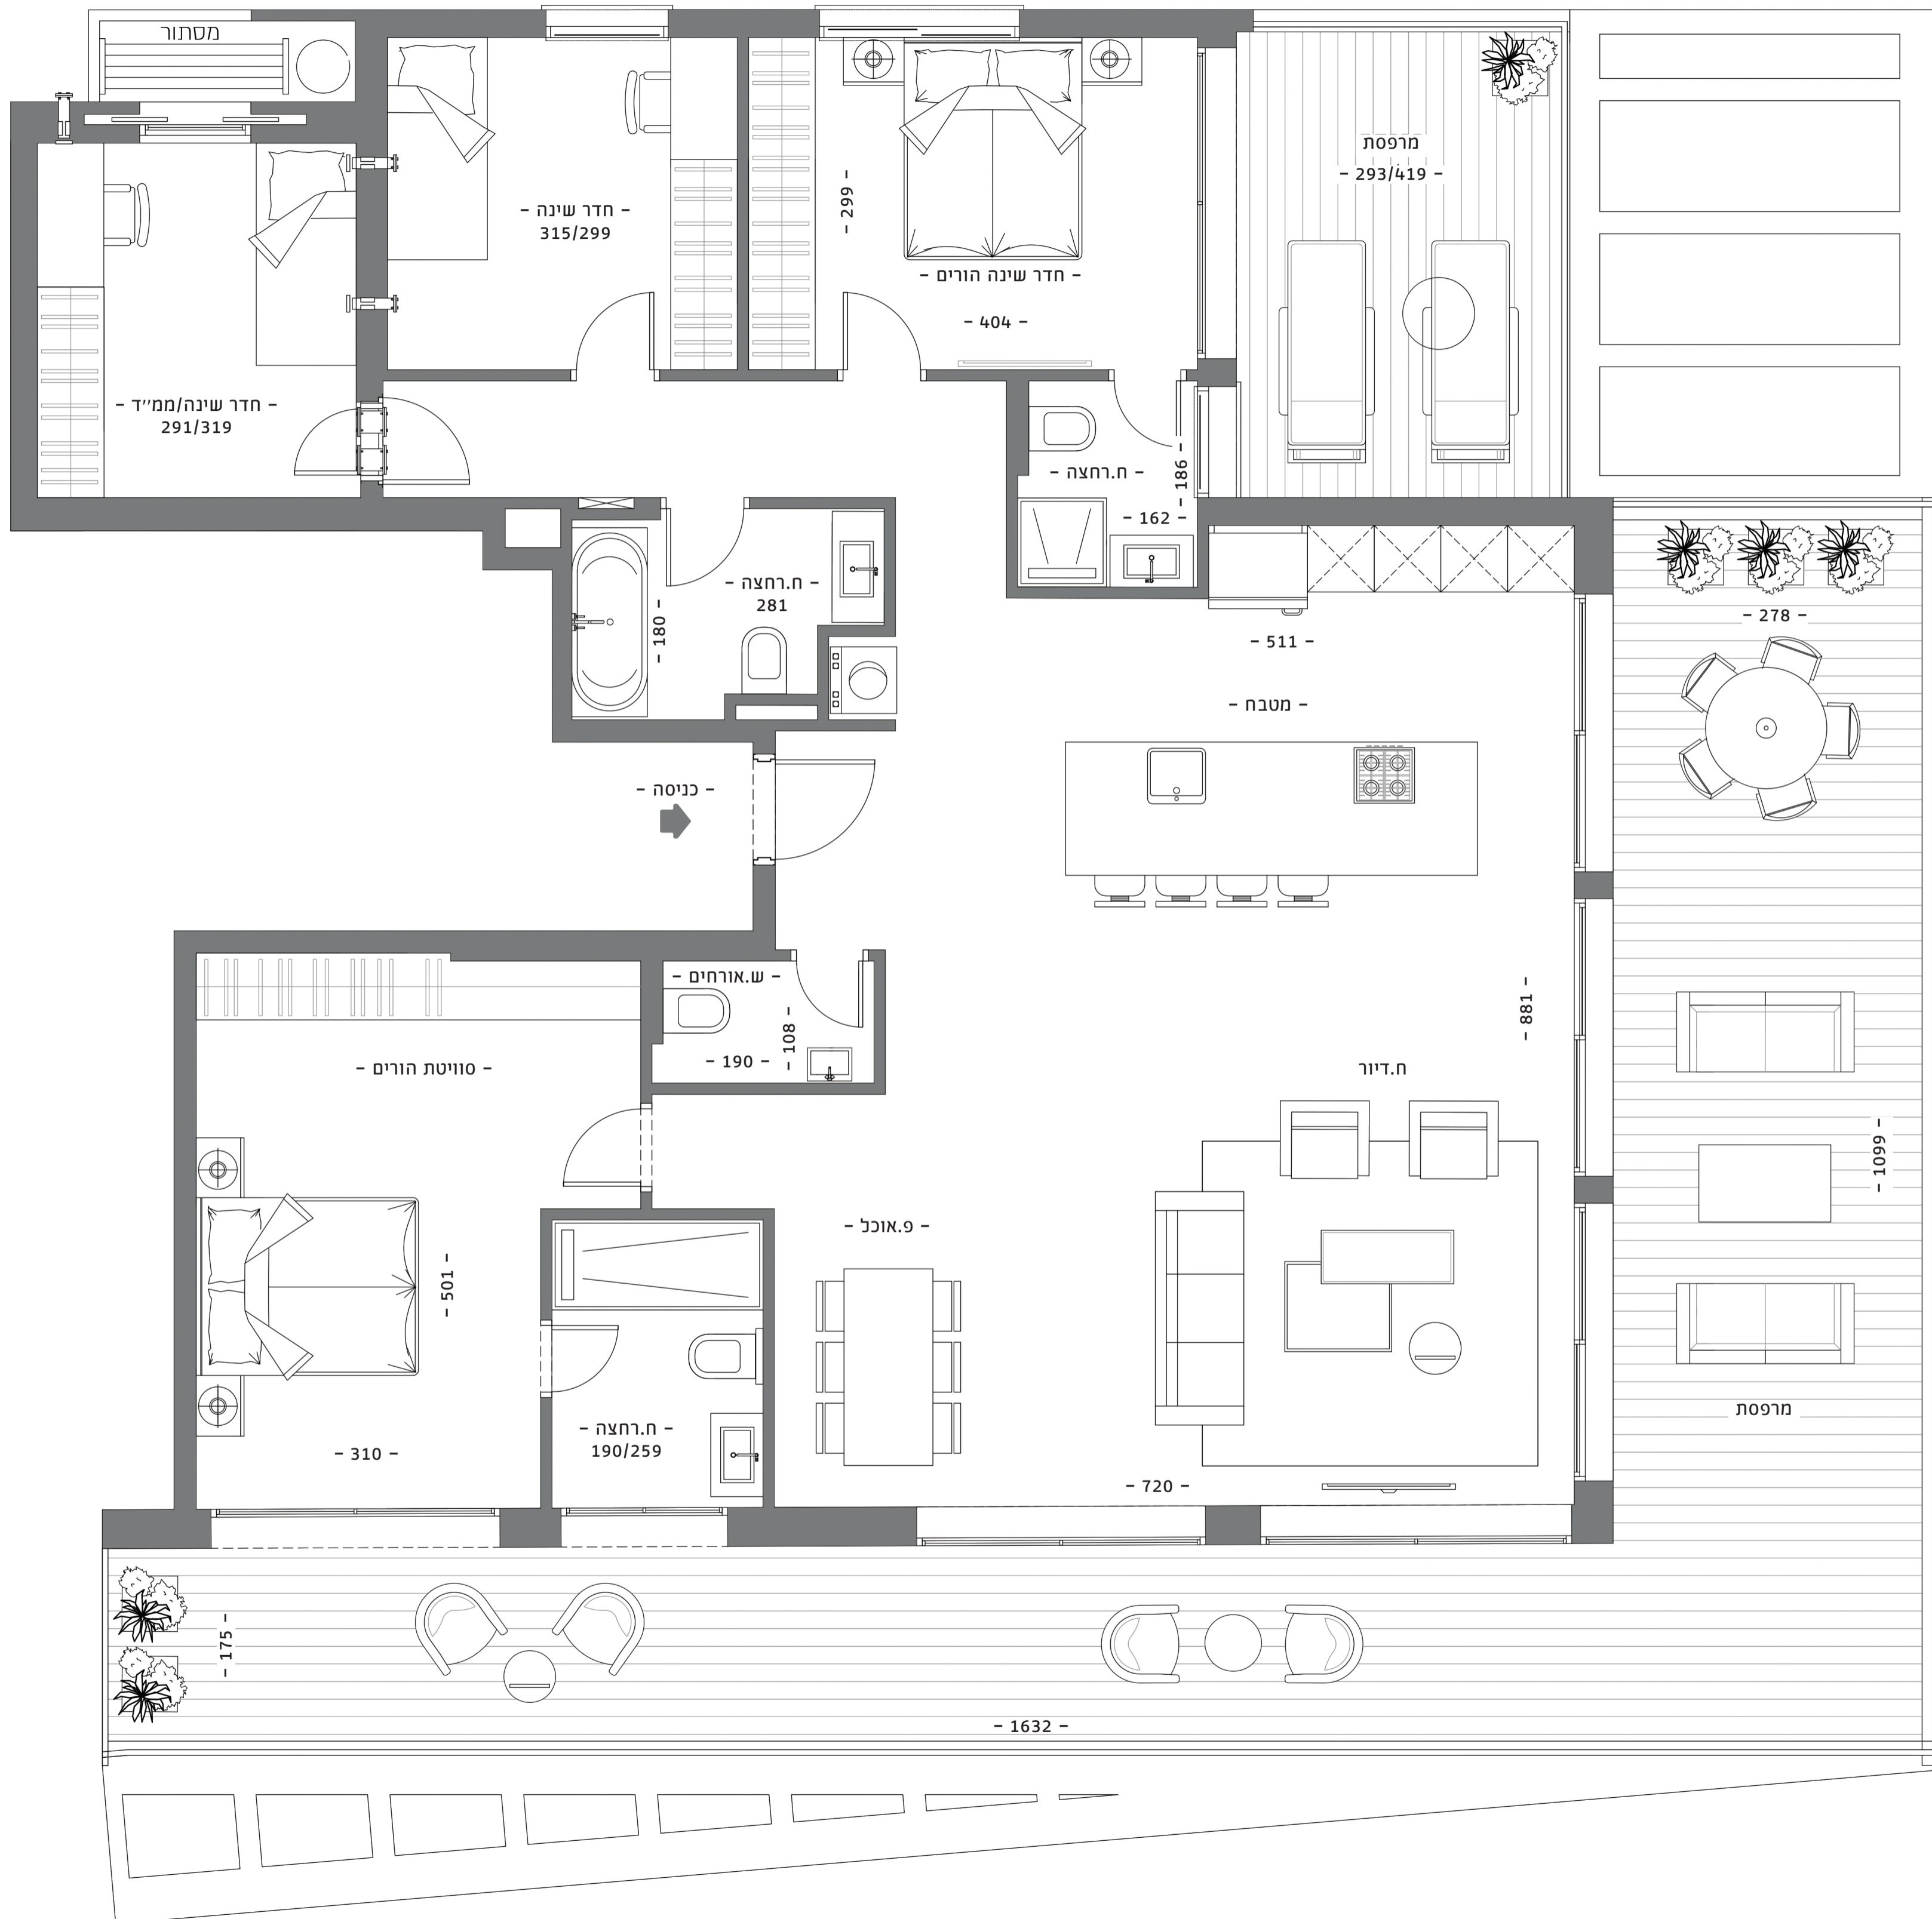 מסתור
מרפסת
- 293/419 -
- 299 -
- חדר שינה -
315/299
- חדר שינה הורים -
- 404 -
- חדר שינה/ממ״ד -
291/319
- ח.רחצה -
- 186 -
- 162 -
- ח.רחצה -
281
- 180 -
- 278 -
- 511 -
- מטבח -
- כניסה -
- ש.אורחים -
- 108 -
- 190 -
- 881 -
- סוויטת הורים -
ח.דיור
- 1099 -
- פ.אוכל -
- 501 -
מרפסת
- ח.רחצה -
190/259
- 310 -
- 720 -
- 175 -
- 1632 -